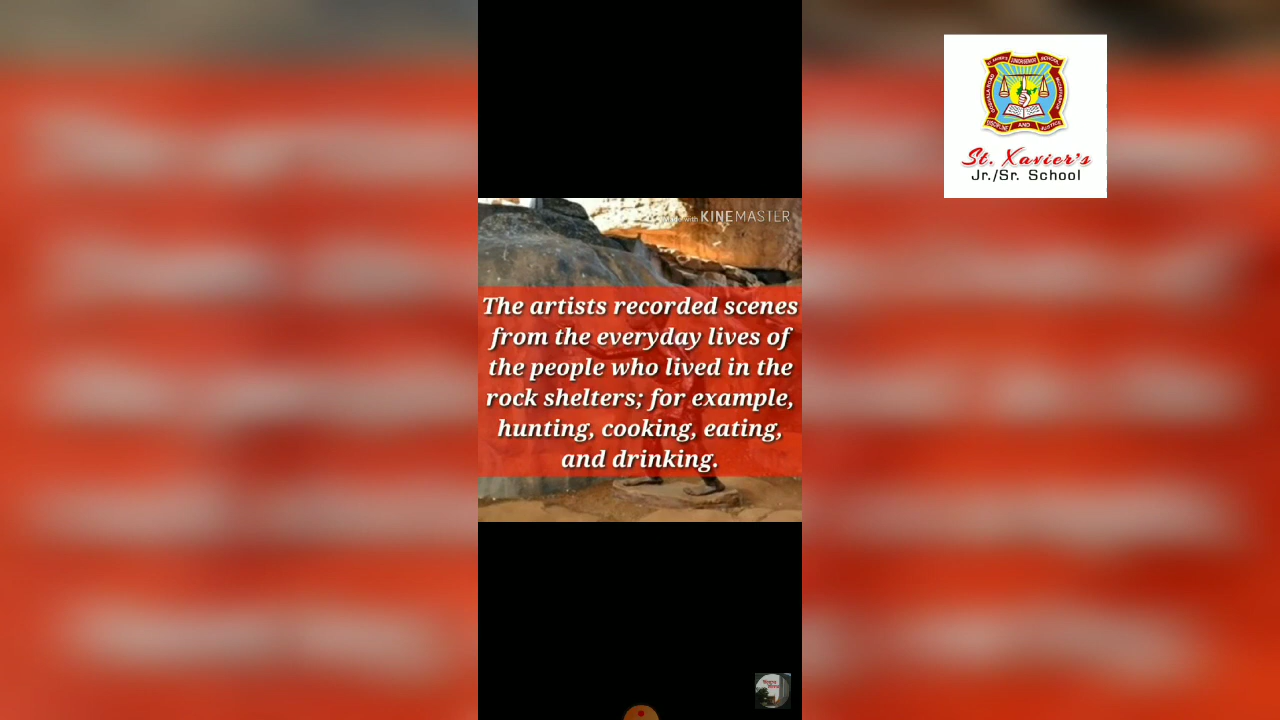 St. Xavier's
Jr./Sr. School
with KINEMASTER
The artists recorded scenes
from the everyday lives of
the people who lived in the
rock shelters; for example,
hunting, cooking, eating,
and drinking.